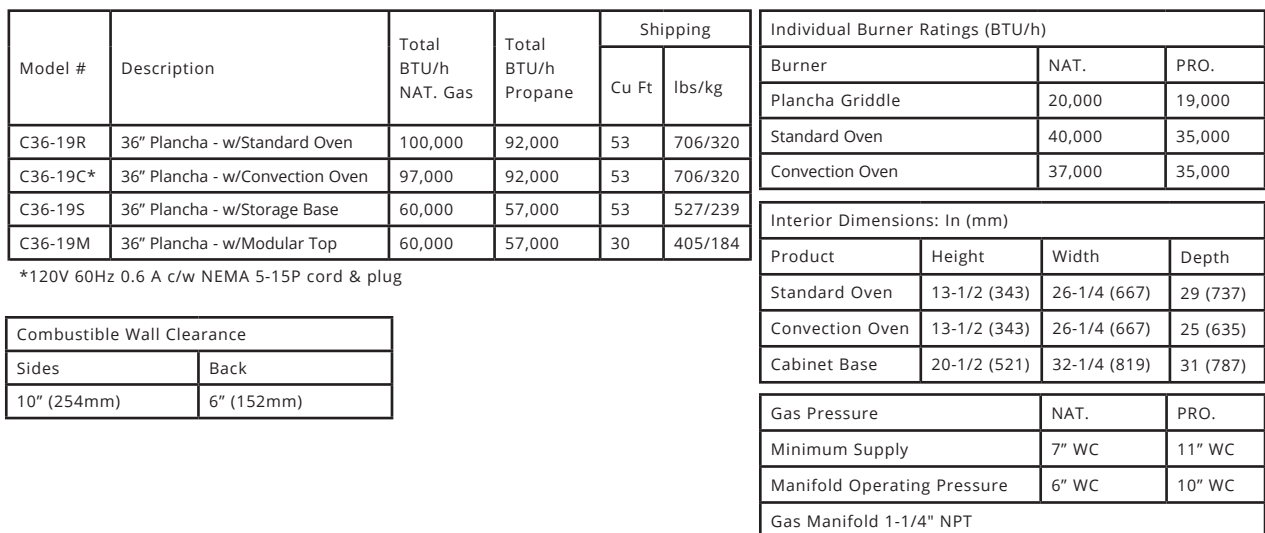 Model # Description Total BTU/h NAT. Gas Total BTU/h Propane Shipping
Cu Ft lbs/kg
C36-19R 36” Plancha - w/Standard Oven 100,000 92,000 53 706/320
C36-19C* 36” Plancha - w/Convection Oven 97,000 92,000 53 706/320
C36-19S 36” Plancha - w/Storage Base 60,000 57,000 53 527/239
C36-19M 36” Plancha - w/Modular Top 60,000 57,000 30 405/184
*120V 60Hz 0.6 A c/w NEMA 5-15P cord & plug
Combustible Wall Clearance
Sides Back
10” (254mm) 6” (152mm)
Individual Burner Ratings (BTU/h)
Burner NAT. PRO.
Plancha Griddle 20,000 19,000
Standard Oven 40,000 35,000
Convection Oven 37,000 35,000
Interior Dimensions: In (mm)
Product Height Width Depth
Standard Oven 13-1/2 (343) 26-1/4 (667) 29 (737)
Convection Oven 13-1/2 (343) 26-1/4 (667) 25 (635)
Cabinet Base 20-1/2 (521) 32-1/4 (819) 31 (787)
Gas Pressure NAT. PRO.
Minimum Supply 7” WC 11” WC
Manifold Operating Pressure 6” WC 10” WC
Gas Manifold 1-1/4" NPT